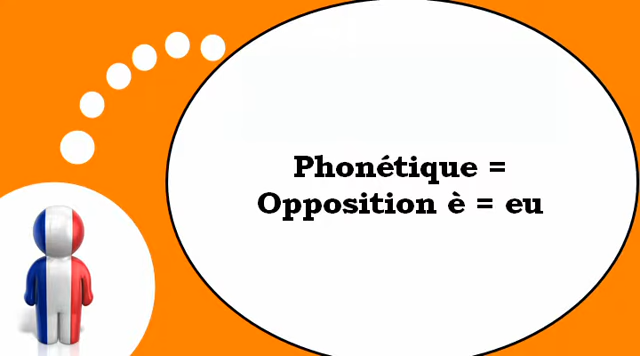 Phonétique =
Opposition è = eu